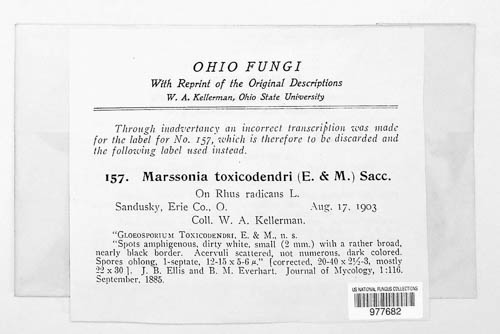 OHIO FUNGI
With Reprint of the Original Descriptions
W. A. Kellerman, Ohio State University
Through inadvertancy an incorrect transcription was made
for the label for No. 157, which is therefore to be discarded and
the following label used instead.
157. Marssonia toxicodendri (E. & M.) Sacc.
On Rhus radicans L.
Sandusky, Erie Co., O. Aug. 17, 1903
Coll. W. A. Kellerman.
"GLOEOSPORIUM TOXICODENDRI, E. & M., n. s.
"Spots amphigenous, dirty white, small (2 mm.) with a rather broad,
nearly black border. Acervuli scattered, not numerous, dark colored.
Spores oblong, 1-septate, 12-15 x 5-6 µ." [corrected, 20-40 x 2½-3, mostly
22 x 30 ]. J. B. Ellis and B. M. Everhart. Journal of Mycology, 1:116.
September, 1885.
US NATIONAL FUNGUS COLLECTIONS
977682